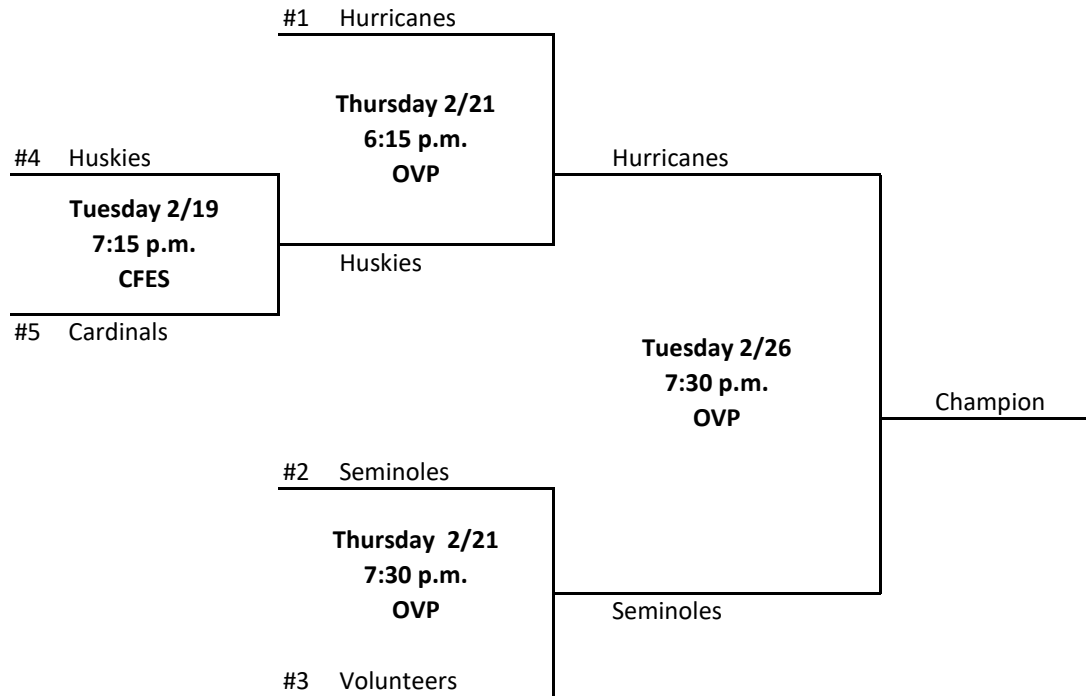 #1 Hurricanes
Thursday 2/21
6:15 p.m.
OVP
#4 Huskies
Hurricanes
Tuesday 2/19
7:15 p.m.
CFES
Huskies
#5 Cardinals
Tuesday 2/26
7:30 p.m.
OVP
Champion
#2 Seminoles
Thursday 2/21
7:30 p.m.
OVP
Seminoles
#3 Volunteers